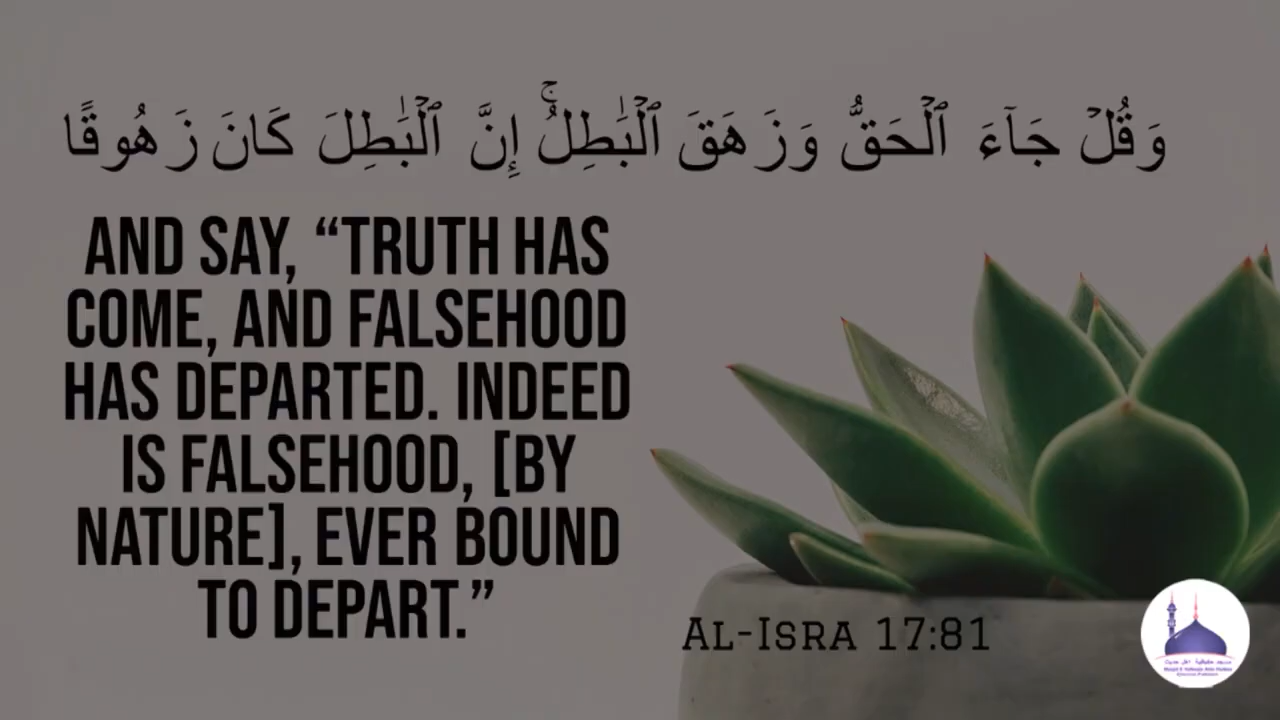 وَقُلْ جَآءَ ٱلْحَقُّ وَزَهَقَ ٱلْبَٰطِلُ ۚ إِنَّ ٱلْبَٰطِلَ كَانَ زَهُوقًا
AND SAY, “TRUTH HAS
COME, AND FALSEHOOD
HAS DEPARTED. INDEED
IS FALSEHOOD, [BY
NATURE], EVER BOUND
TO DEPART.”
AL-ISRA 17:81